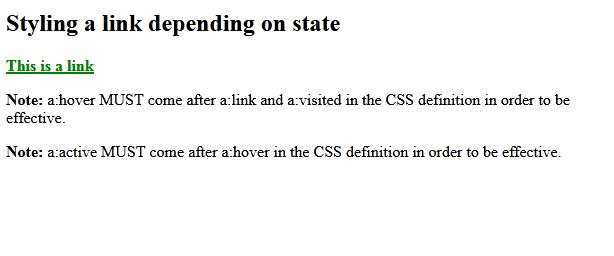 Styling a link depending on state
This is a link
Note: a:hover MUST come after a:link and a:visited in the CSS definition in order to be
effective.
Note: a:active MUST come after a:hover in the CSS definition in order to be effective.